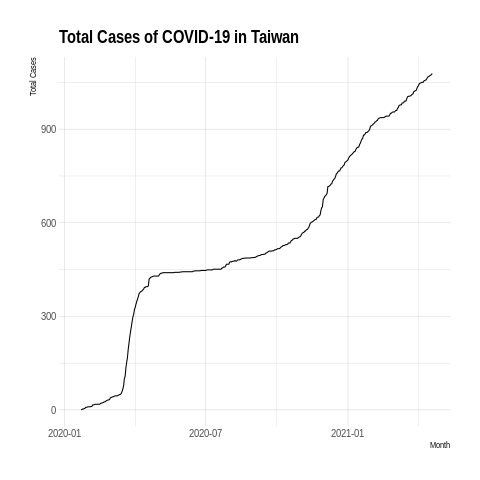 Total Cases of COVID-19 in Taiwan
Total Cases
900
600
300
0
2020-01
2020-07
2021-01
Month